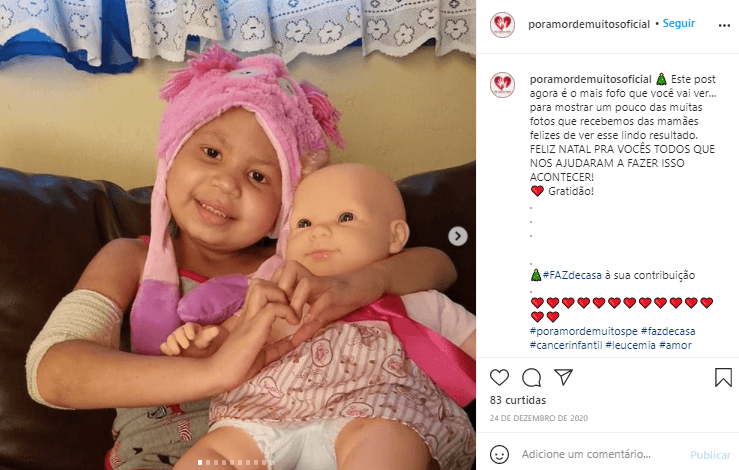 poramordemuitosoficial • Seguir
...
poramordemuitosoficial 🎄 Este post
agora é o mais fofo que você vai ver...
para mostrar um pouco das muitas
fotos que recebemos das mamães
felizes de ver esse lindo resultado.
FELIZ NATAL PRA VOCÊS TODOS QUE
NOS AJUDARAM A FAZER ISSO
ACONTECER!
❤️ Gratidão!
.
.
.
.
🎄#FAZdecasa à sua contribuição
.
❤️❤️❤️❤️❤️❤️❤️❤️❤️❤️❤️❤️
❤️❤️
#poramordemuitospe #fazdecasa
#cancerinfantil #leucemia #amor
83 curtidas
24 DE DEZEMBRO DE 2020
Adicione um comentário... Publicar